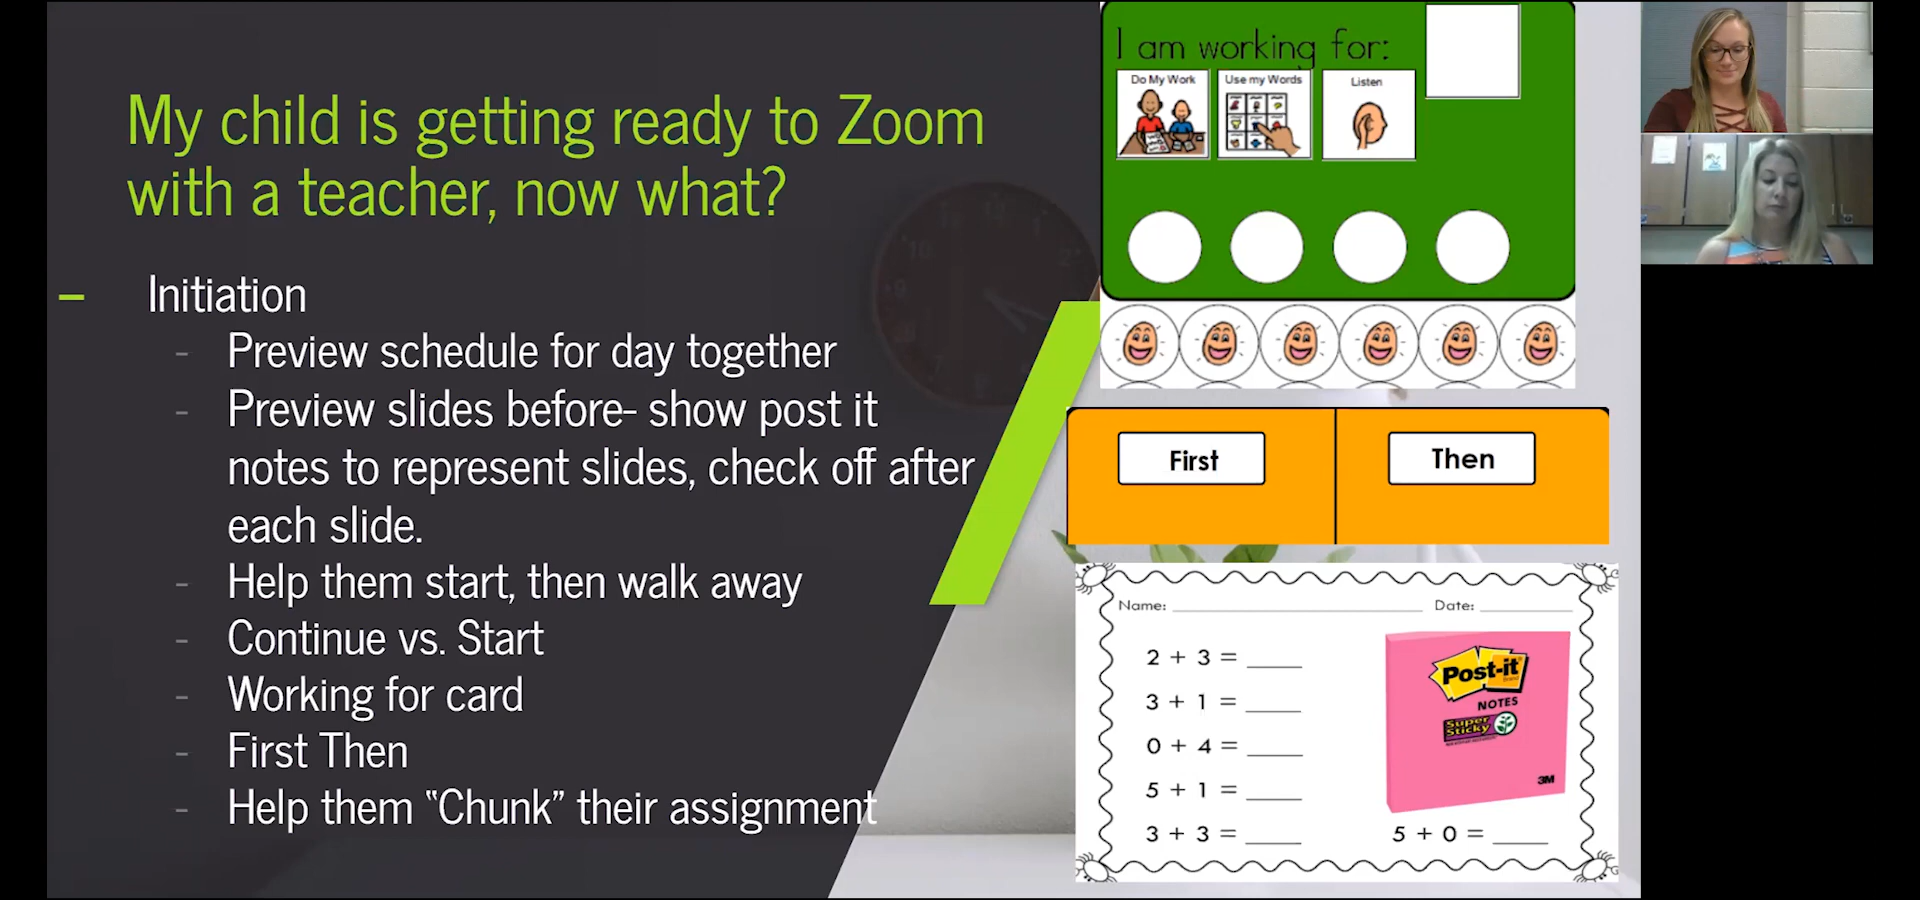 My child is getting ready to Zoom
with a teacher, now what?
– Initiation
- Preview schedule for day together
- Preview slides before- show post it
notes to represent slides, check off after
each slide.
- Help them start, then walk away
- Continue vs. Start
- Working for card
- First Then
- Help them "Chunk" their assignment
I am working for:
Do My Work
Use my Words
Listen
First
Then
Name: Date:
2 + 3 =
3 + 1 =
0 + 4 =
5 + 1 =
3 + 3 =
Post-it
NOTES
Super
Sticky
3M
5 + 0 =